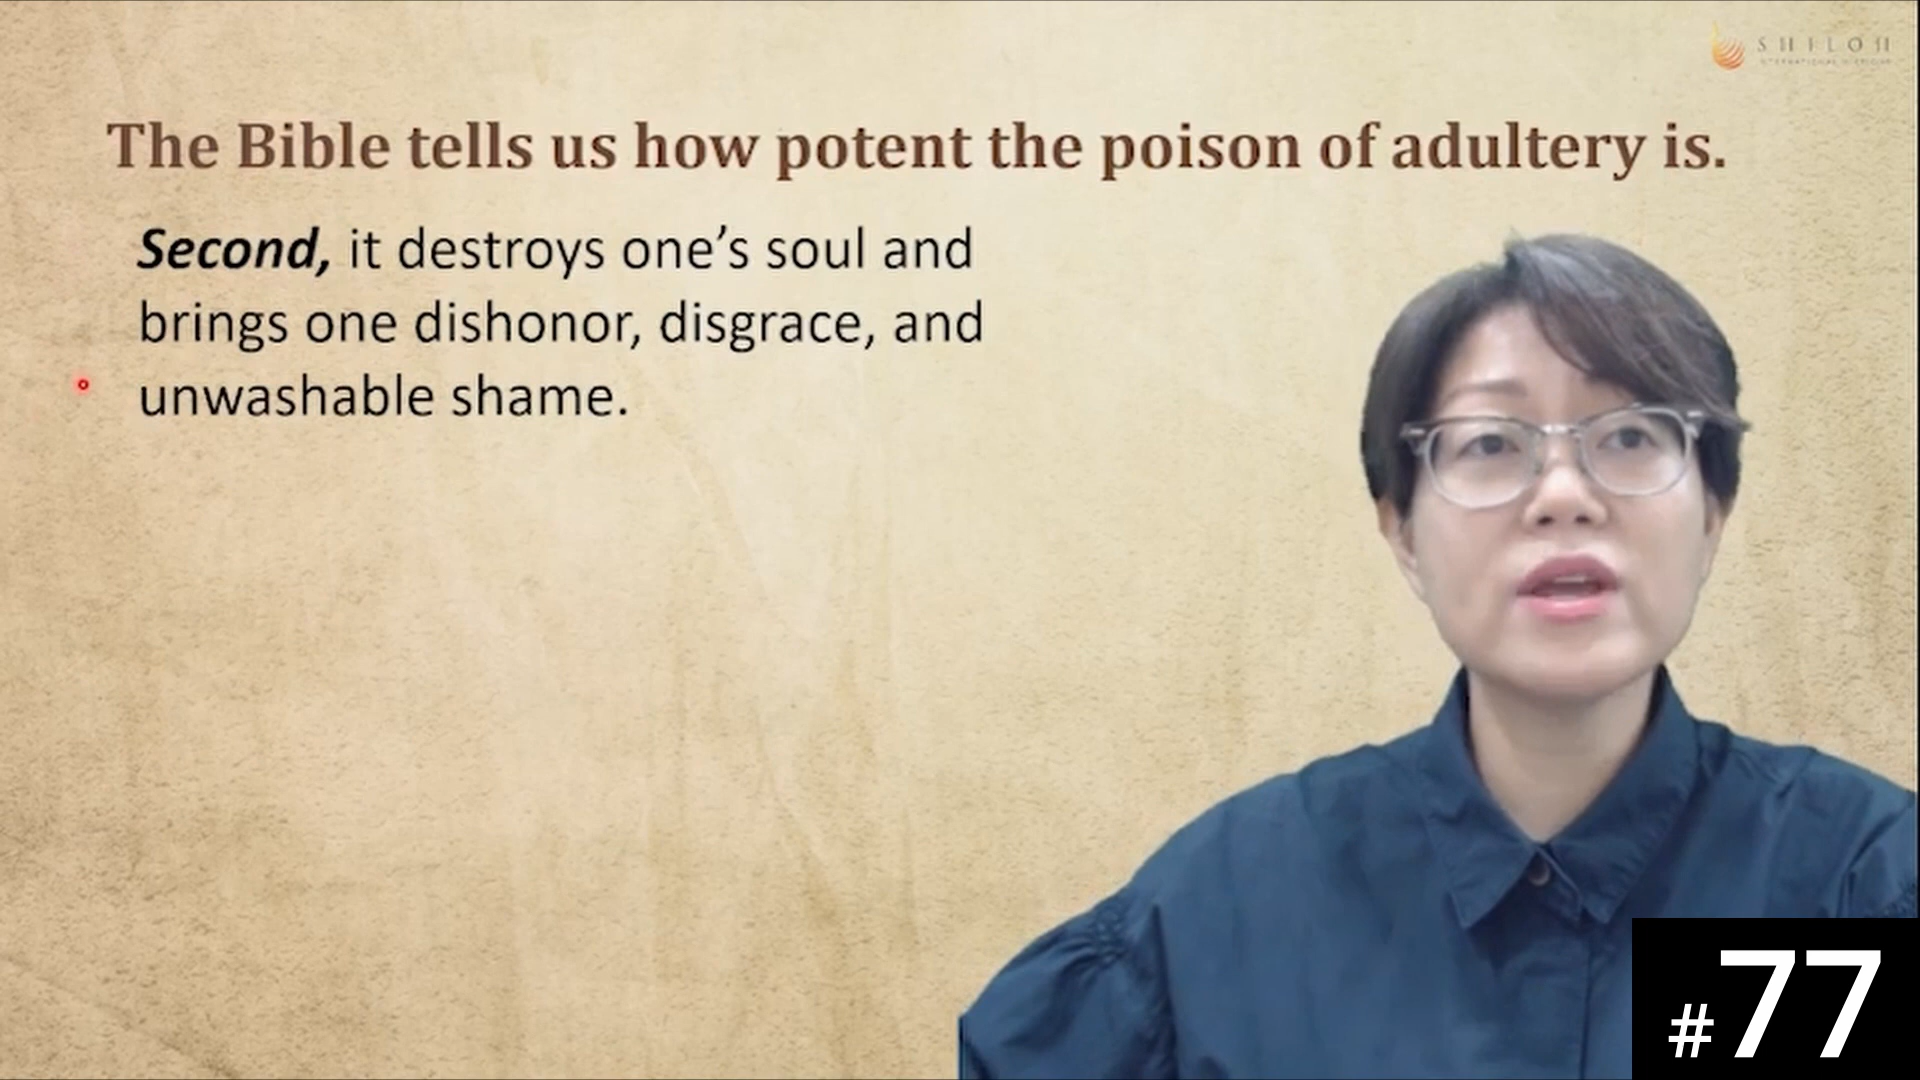 SHILOH
The Bible tells us how potent the poison of adultery is.
Second, it destroys one’s soul and
brings one dishonor, disgrace, and
unwashable shame.
#77